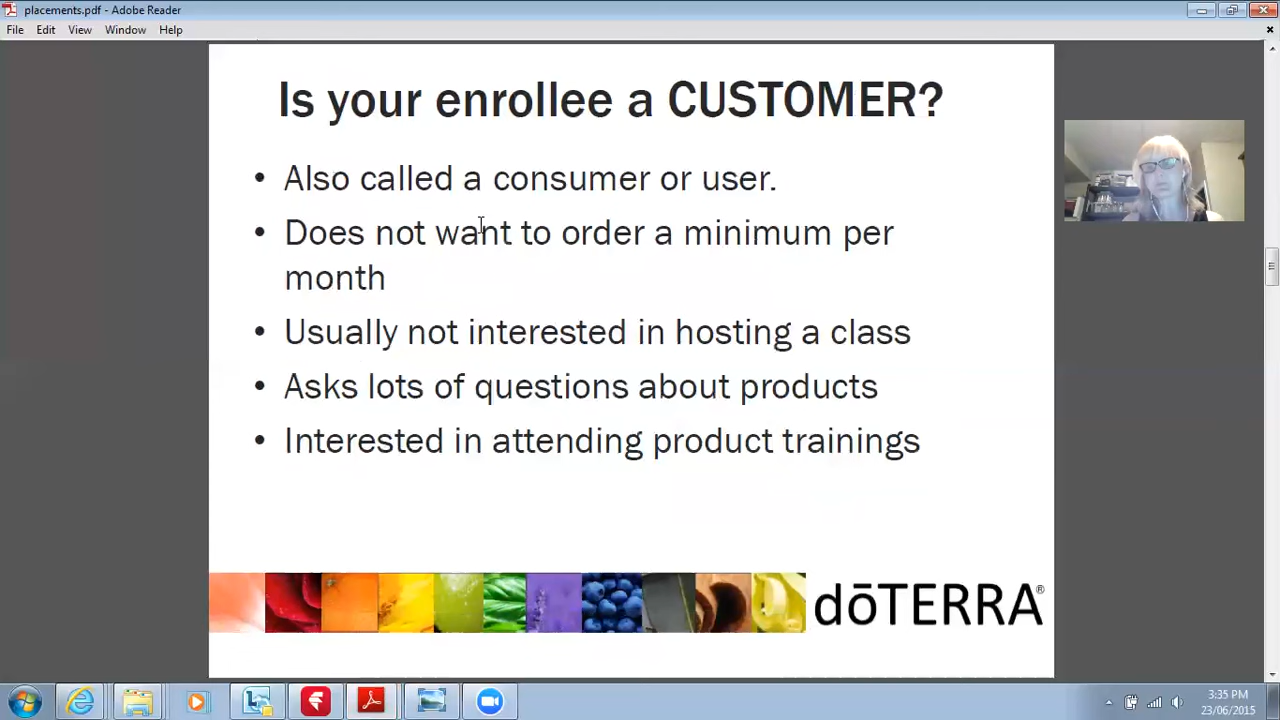 placements.pdf - Adobe Reader
File Edit View Window Help
Is your enrollee a CUSTOMER?
• Also called a consumer or user.
• Does not want to order a minimum per
month
• Usually not interested in hosting a class
• Asks lots of questions about products
• Interested in attending product trainings
dōTERRA®
3:35 PM
23/06/2015